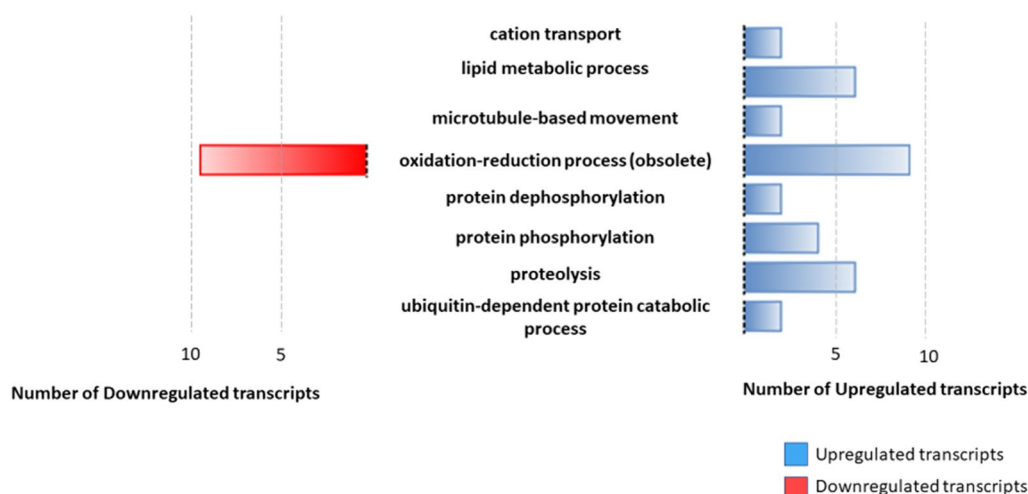 cation transport
lipid metabolic process
microtubule-based movement
oxidation-reduction process (obsolete)
protein dephosphorylation
protein phosphorylation
proteolysis
ubiquitin-dependent protein catabolic
process
10 5
5 10
Number of Downregulated transcripts
Number of Upregulated transcripts
Upregulated transcripts
Downregulated transcripts